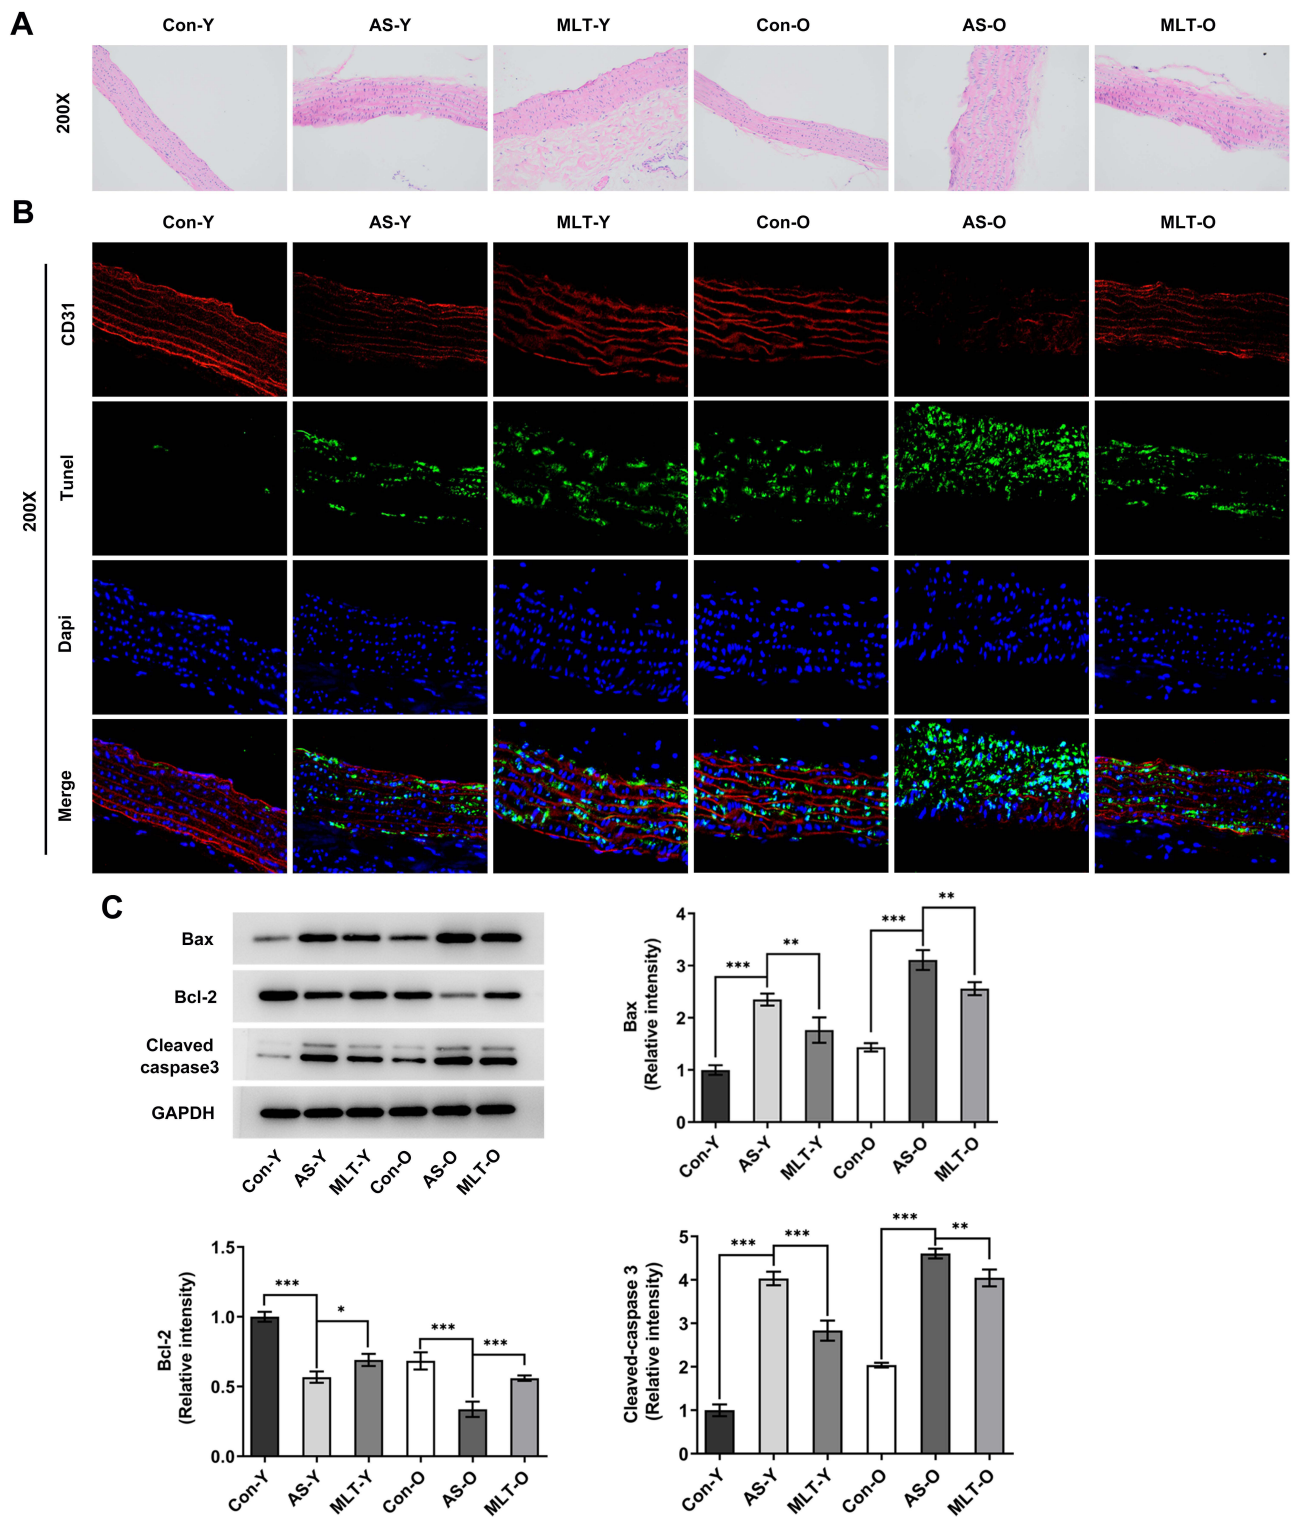 A
Con-Y
AS-Y
MLT-Y
Con-O
AS-O
MLT-O
200X
B
Con-Y
AS-Y
MLT-Y
Con-O
AS-O
MLT-O
200X
CD31
Tunel
Dapi
Merge
C
Bax
Bcl-2
Cleaved
caspase3
GAPDH
Con-Y
AS-Y
MLT-Y
Con-O
AS-O
MLT-O
Bax
(Relative intensity)
4
3
2
1
0
***
**
***
**
Con-Y
AS-Y
MLT-Y
Con-O
AS-O
MLT-O
Bcl-2
(Relative intensity)
1.5
1.0
0.5
0.0
***
*
***
***
Con-Y
AS-Y
MLT-Y
Con-O
AS-O
MLT-O
Cleaved-caspase 3
(Relative intensity)
5
4
3
2
1
0
***
***
***
**
Con-Y
AS-Y
MLT-Y
Con-O
AS-O
MLT-O